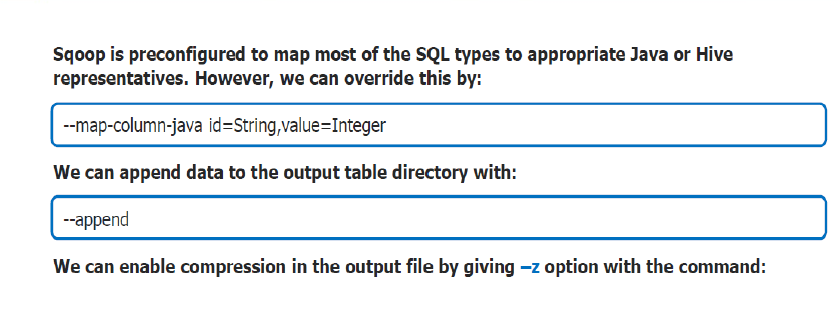 Sqoop is preconfigured to map most of the SQL types to appropriate Java or Hive
representatives. However, we can override this by:
--map-column-java id=String,value=Integer
We can append data to the output table directory with:
--append
We can enable compression in the output file by giving –z option with the command: